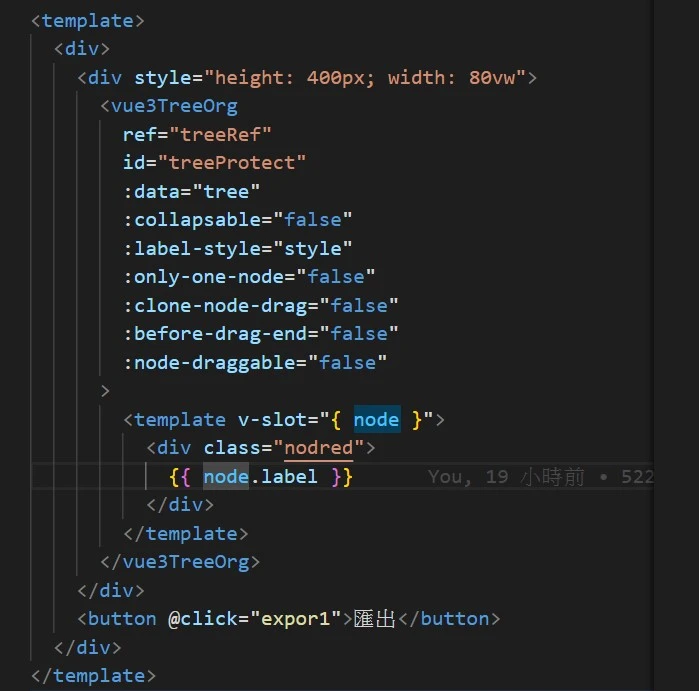 <template>
<div>
<div style="height: 400px; width: 80vw">
<vue3TreeOrg
ref="treeRef"
id="treeProtect"
:data="tree"
:collapsable="false"
:label-style="style"
:only-one-node="false"
:clone-node-drag="false"
:before-drag-end="false"
:node-draggable="false"
>
<template v-slot="{ node }">
<div class="nodred">
{{ node.label }} You, 19 小時前 • 522
</div>
</template>
</vue3TreeOrg>
</div>
<button @click="expor1">匯出</button>
</div>
</template>